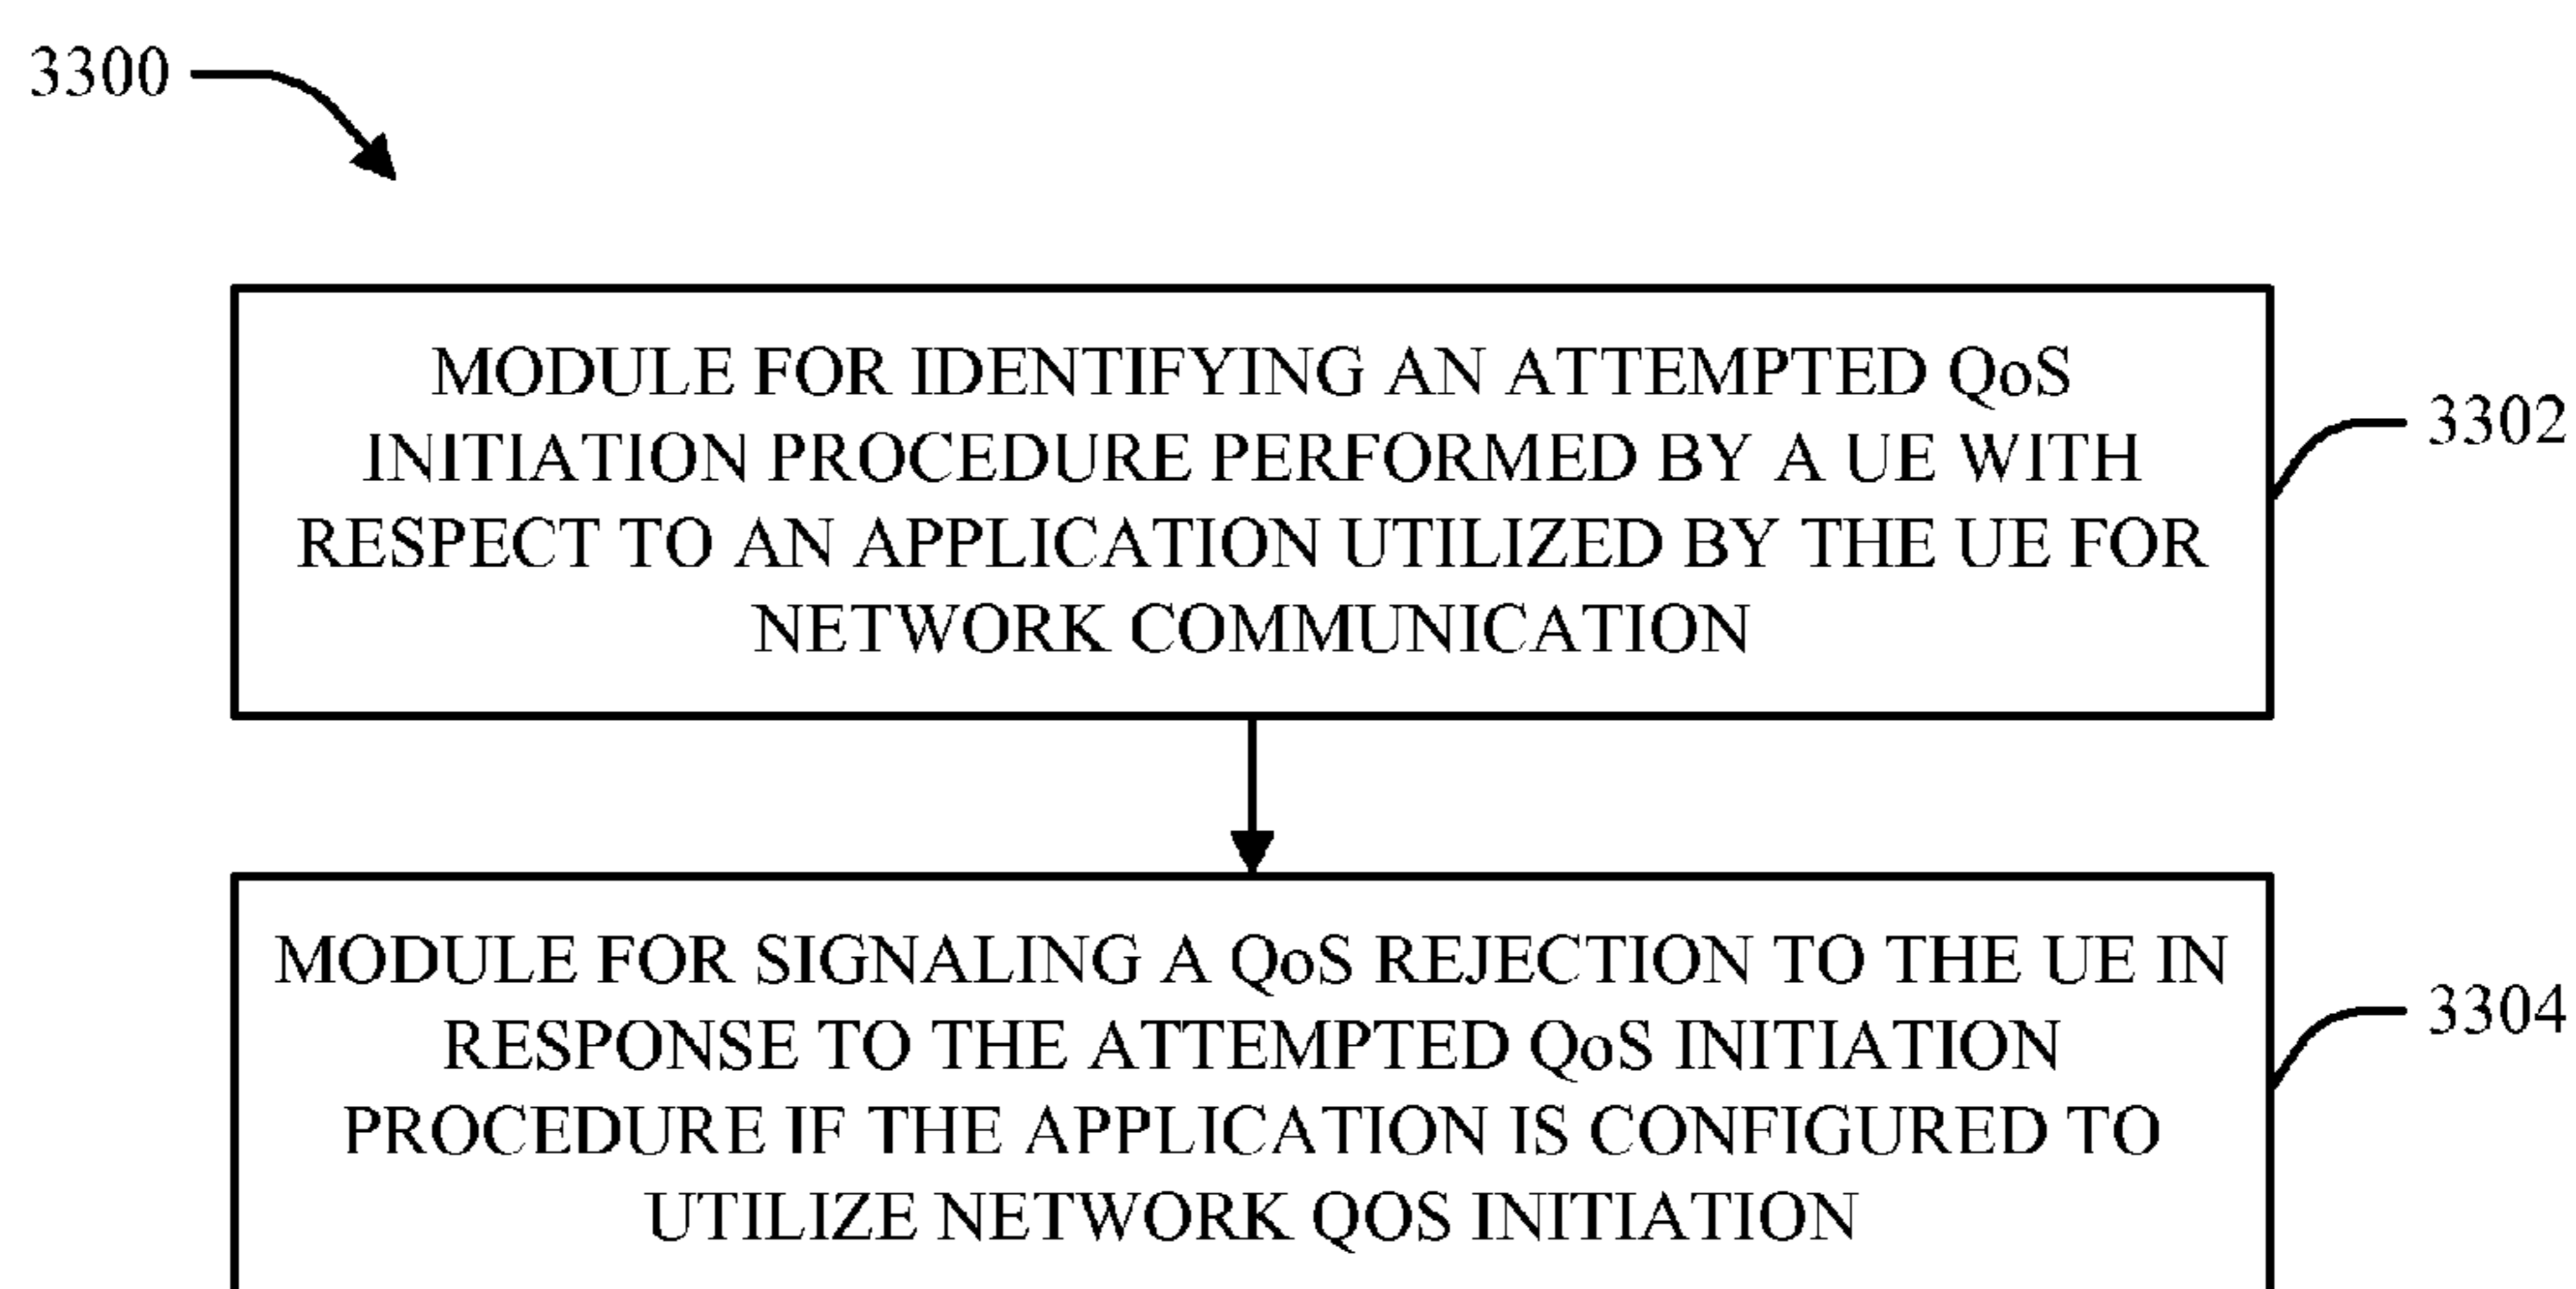 3300
MODULE FOR IDENTIFYING AN ATTEMPTED QoS
INITIATION PROCEDURE PERFORMED BY A UE WITH
RESPECT TO AN APPLICATION UTILIZED BY THE UE FOR
NETWORK COMMUNICATION
3302
MODULE FOR SIGNALING A QoS REJECTION TO THE UE IN
RESPONSE TO THE ATTEMPTED QoS INITIATION
PROCEDURE IF THE APPLICATION IS CONFIGURED TO
UTILIZE NETWORK QOS INITIATION
3304